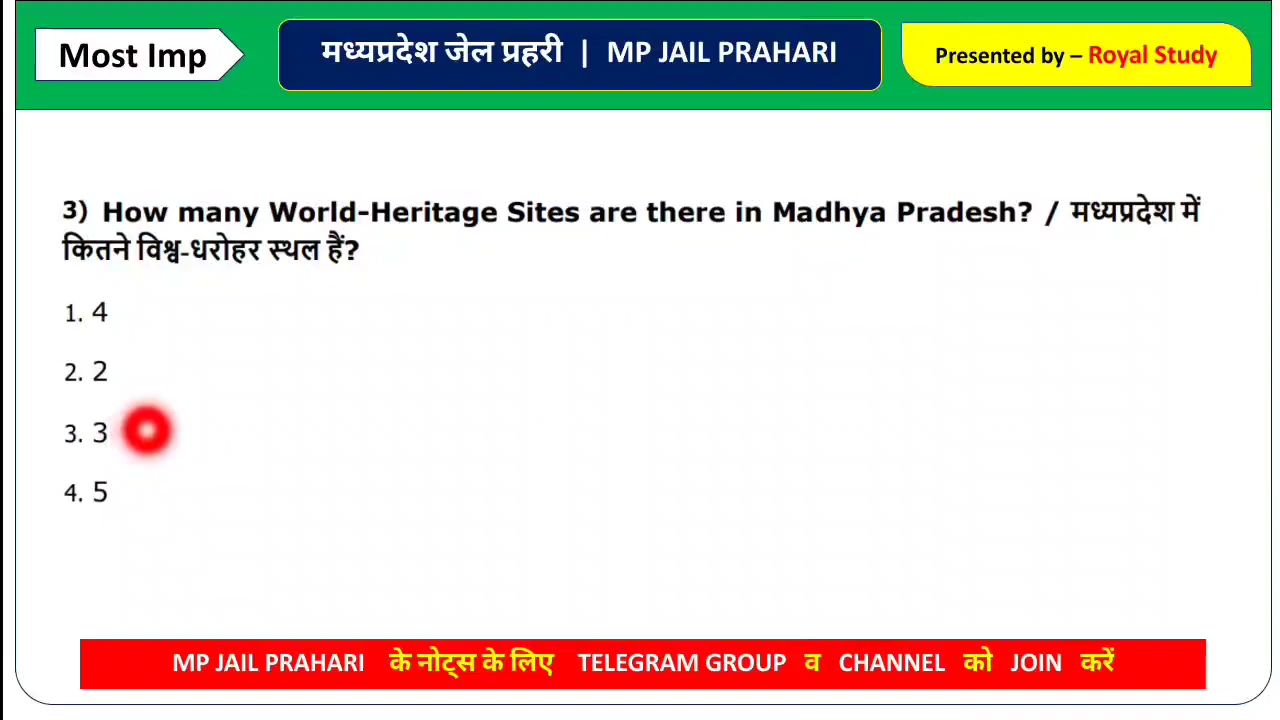 Most Imp
मध्यप्रदेश जेल प्रहरी | MP JAIL PRAHARI
Presented by – Royal Study
3) How many World-Heritage Sites are there in Madhya Pradesh? / मध्यप्रदेश में
कितने विश्व-धरोहर स्थल हैं?
1. 4
2. 2
3. 3
4. 5
MP JAIL PRAHARI के नोट्स के लिए TELEGRAM GROUP व CHANNEL को JOIN करें